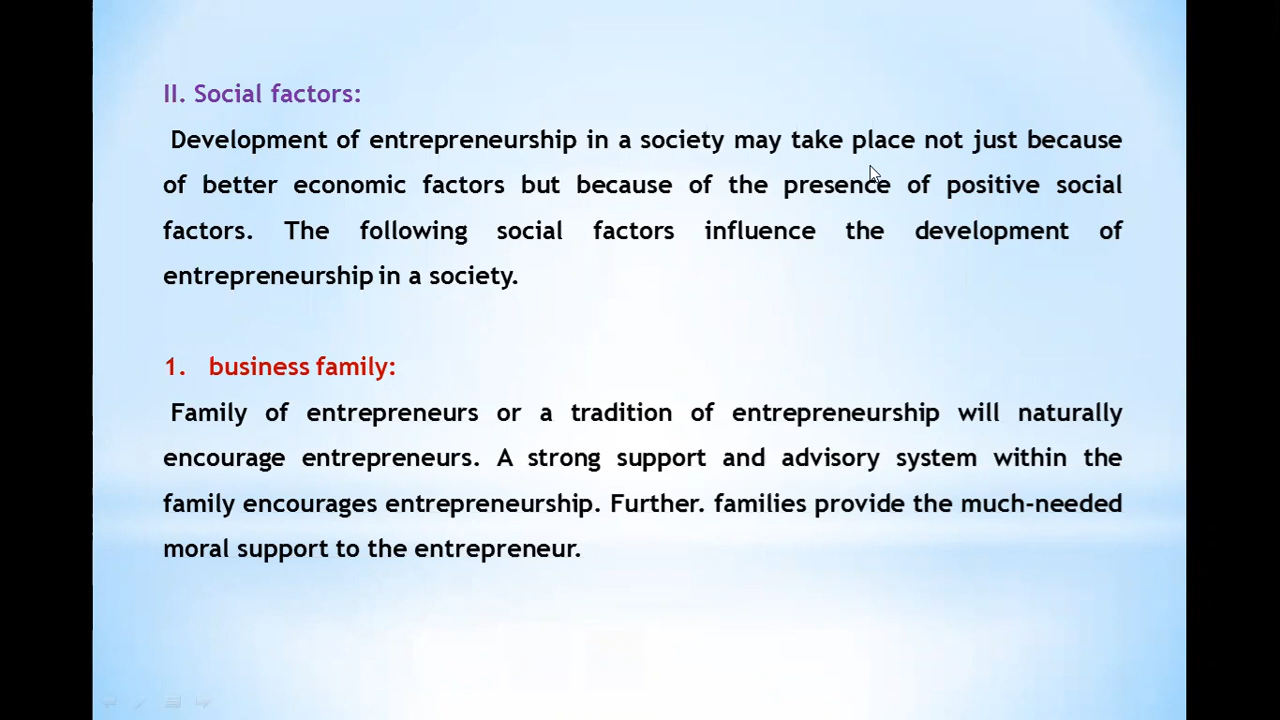 II. Social factors:
Development of entrepreneurship in a society may take place not just because
of better economic factors but because of the presence of positive social
factors. The following social factors influence the development of
entrepreneurship in a society.
1. business family:
Family of entrepreneurs or a tradition of entrepreneurship will naturally
encourage entrepreneurs. A strong support and advisory system within the
family encourages entrepreneurship. Further. families provide the much-needed
moral support to the entrepreneur.